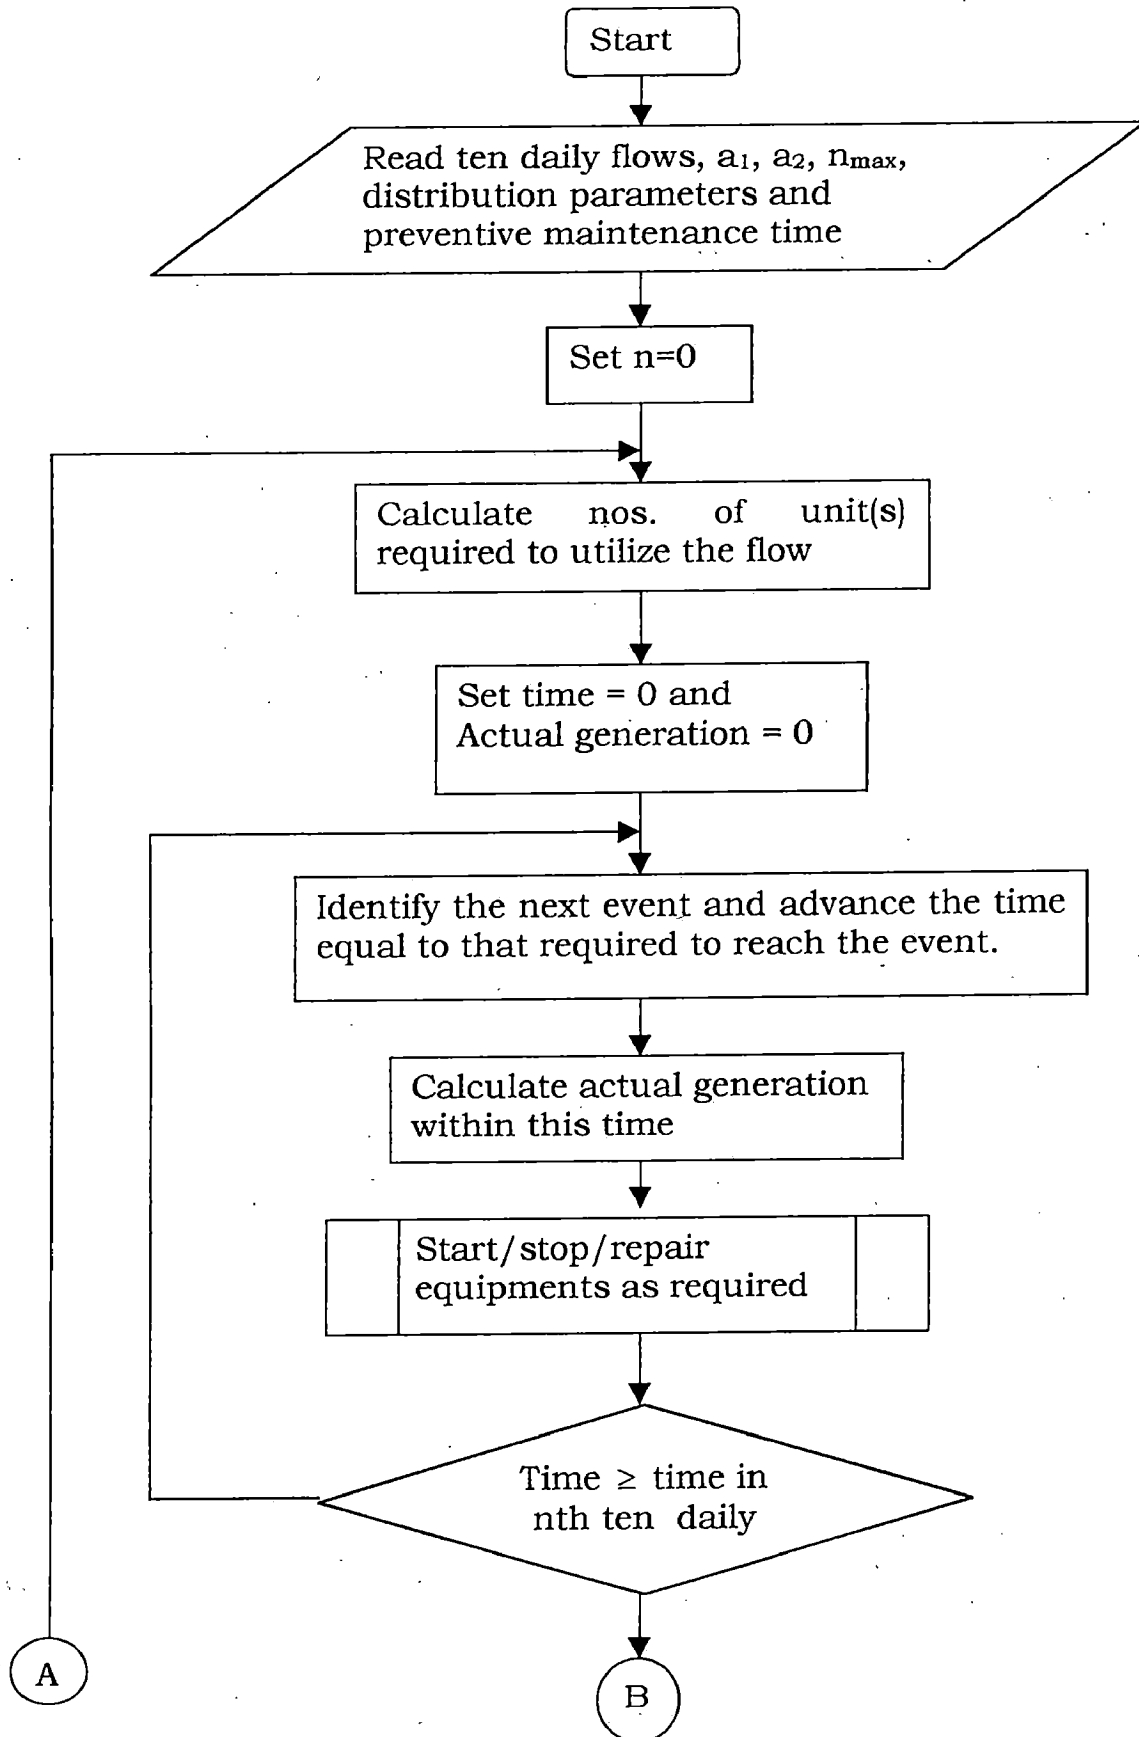 Start
Read ten daily flows, a₁, a₂, nₘₐₓ,
distribution parameters and
preventive maintenance time
Set n=0
Calculate nos. of unit(s)
required to utilize the flow
Set time = 0 and
Actual generation = 0
Identify the next event and advance the time
equal to that required to reach the event.
Calculate actual generation
within this time
Start/stop/repair
equipments as required
Time ≥ time in
nth ten daily
A
B